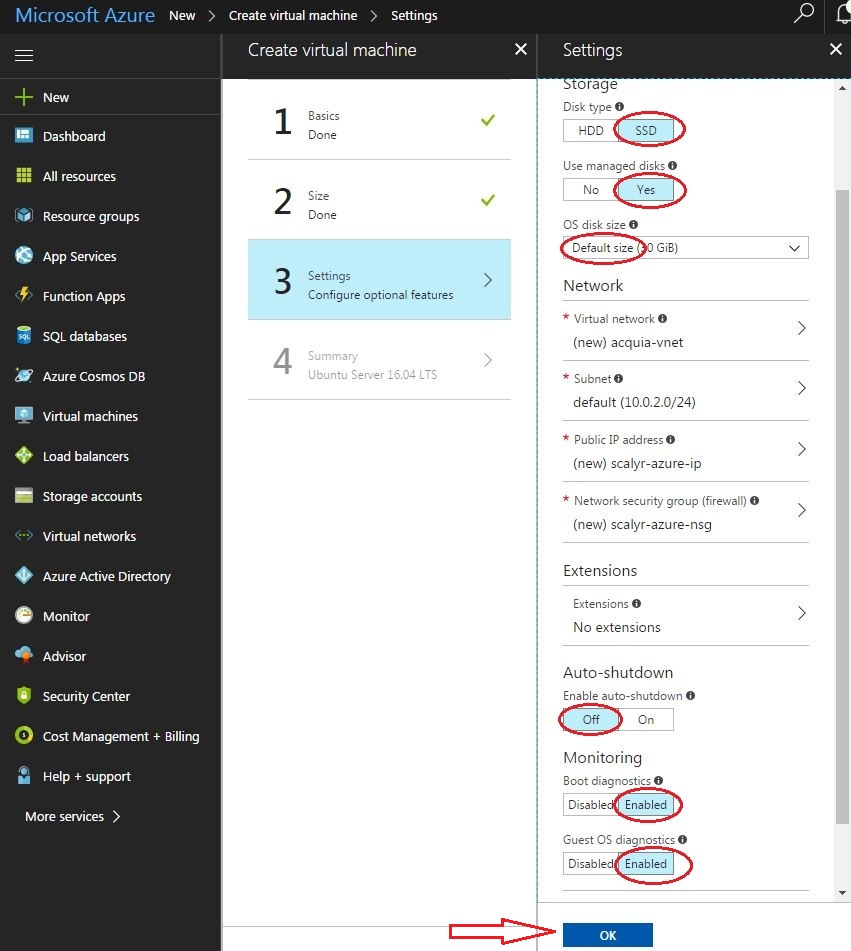 Microsoft Azure New > Create virtual machine > Settings
New
Dashboard
All resources
Resource groups
App Services
Function Apps
SQL databases
Azure Cosmos DB
Virtual machines
Load balancers
Storage accounts
Virtual networks
Azure Active Directory
Monitor
Advisor
Security Center
Cost Management + Billing
Help + support
More services >
Create virtual machine
1 Basics
Done
2 Size
Done
3 Settings
Configure optional features
4 Summary
Ubuntu Server 16.04 LTS
Settings
Storage
Disk type
HDD SSD
Use managed disks
No Yes
OS disk size
Default size GiB)
Network
* Virtual network
(new) acquia-vnet
* Subnet
default (10.0.2.0/24)
* Public IP address
(new) scalyr-azure-ip
* Network security group (firewall)
(new) scalyr-azure-nsg
Extensions
Extensions
No extensions
Auto-shutdown
Enable auto-shutdown
Off On
Monitoring
Boot diagnostics
Disabled Enabled
Guest OS diagnostics
Disabled Enabled
OK